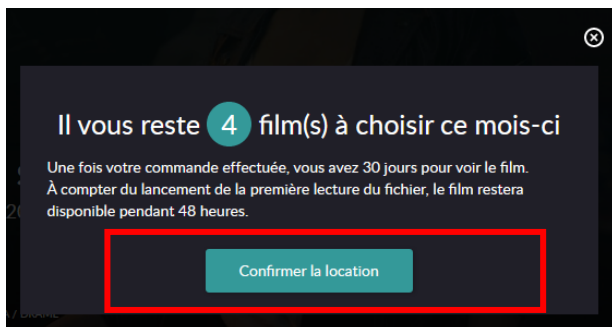 Il vous reste 4 film(s) à choisir ce mois-ci
Une fois votre commande effectuée, vous avez 30 jours pour voir le film.
À compter du lancement de la première lecture du fichier, le film restera
disponible pendant 48 heures.
Confirmer la location